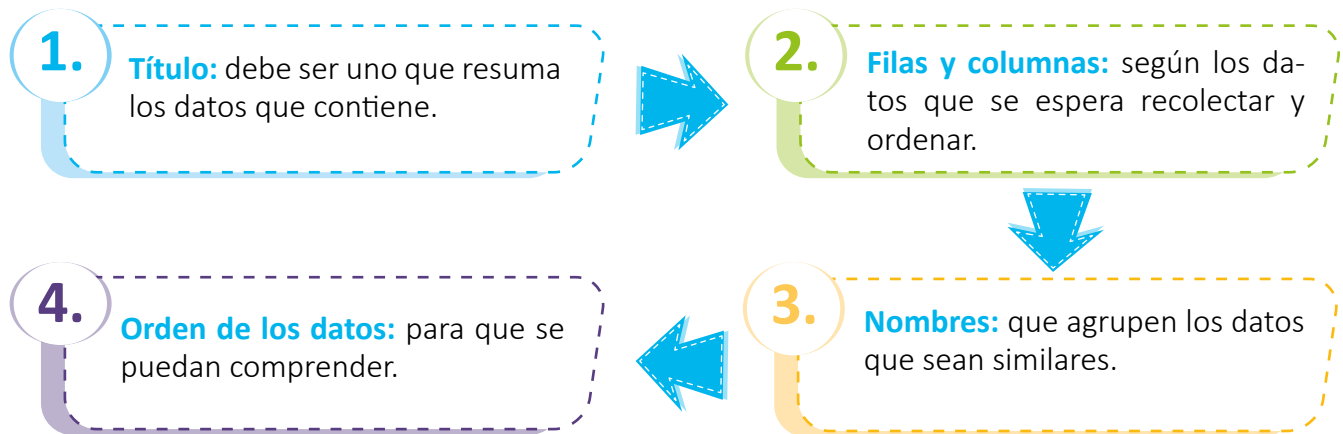 1.
Título: debe ser uno que resuma
los datos que contiene.
2.
Filas y columnas: según los da-
tos que se espera recolectar y
ordenar.
3.
Nombres: que agrupen los datos
que sean similares.
4.
Orden de los datos: para que se
puedan comprender.